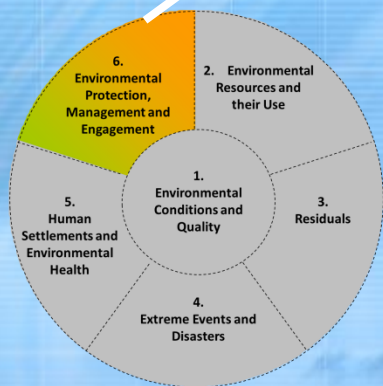 1.
Environmental
Conditions and
Quality
2. Environmental
Resources and
their Use
3.
Residuals
4.
Extreme Events and
Disasters
5.
Human
Settlements and
Environmental
Health
6.
Environmental
Protection,
Management and
Engagement